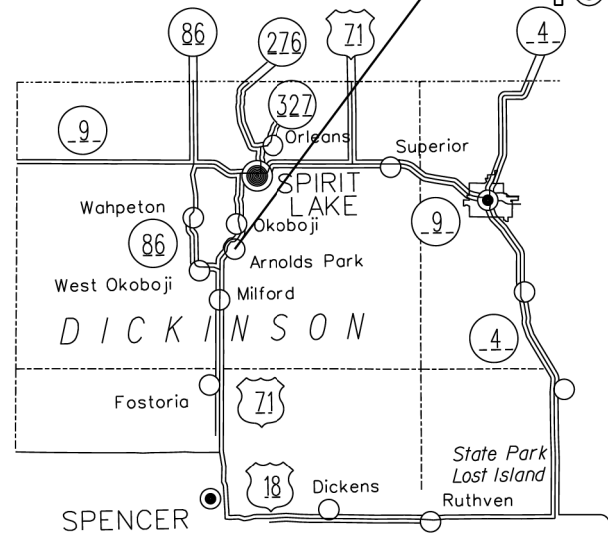 86
276
71
4
327
9
Orleans
Superior
SPIRIT
LAKE
Wahpeton
Okoboji
9
86
Arnolds Park
West Okoboji
Milford
DICKINSON
4
Fostoria
71
State Park
Lost Island
18
Dickens
Ruthven
SPENCER